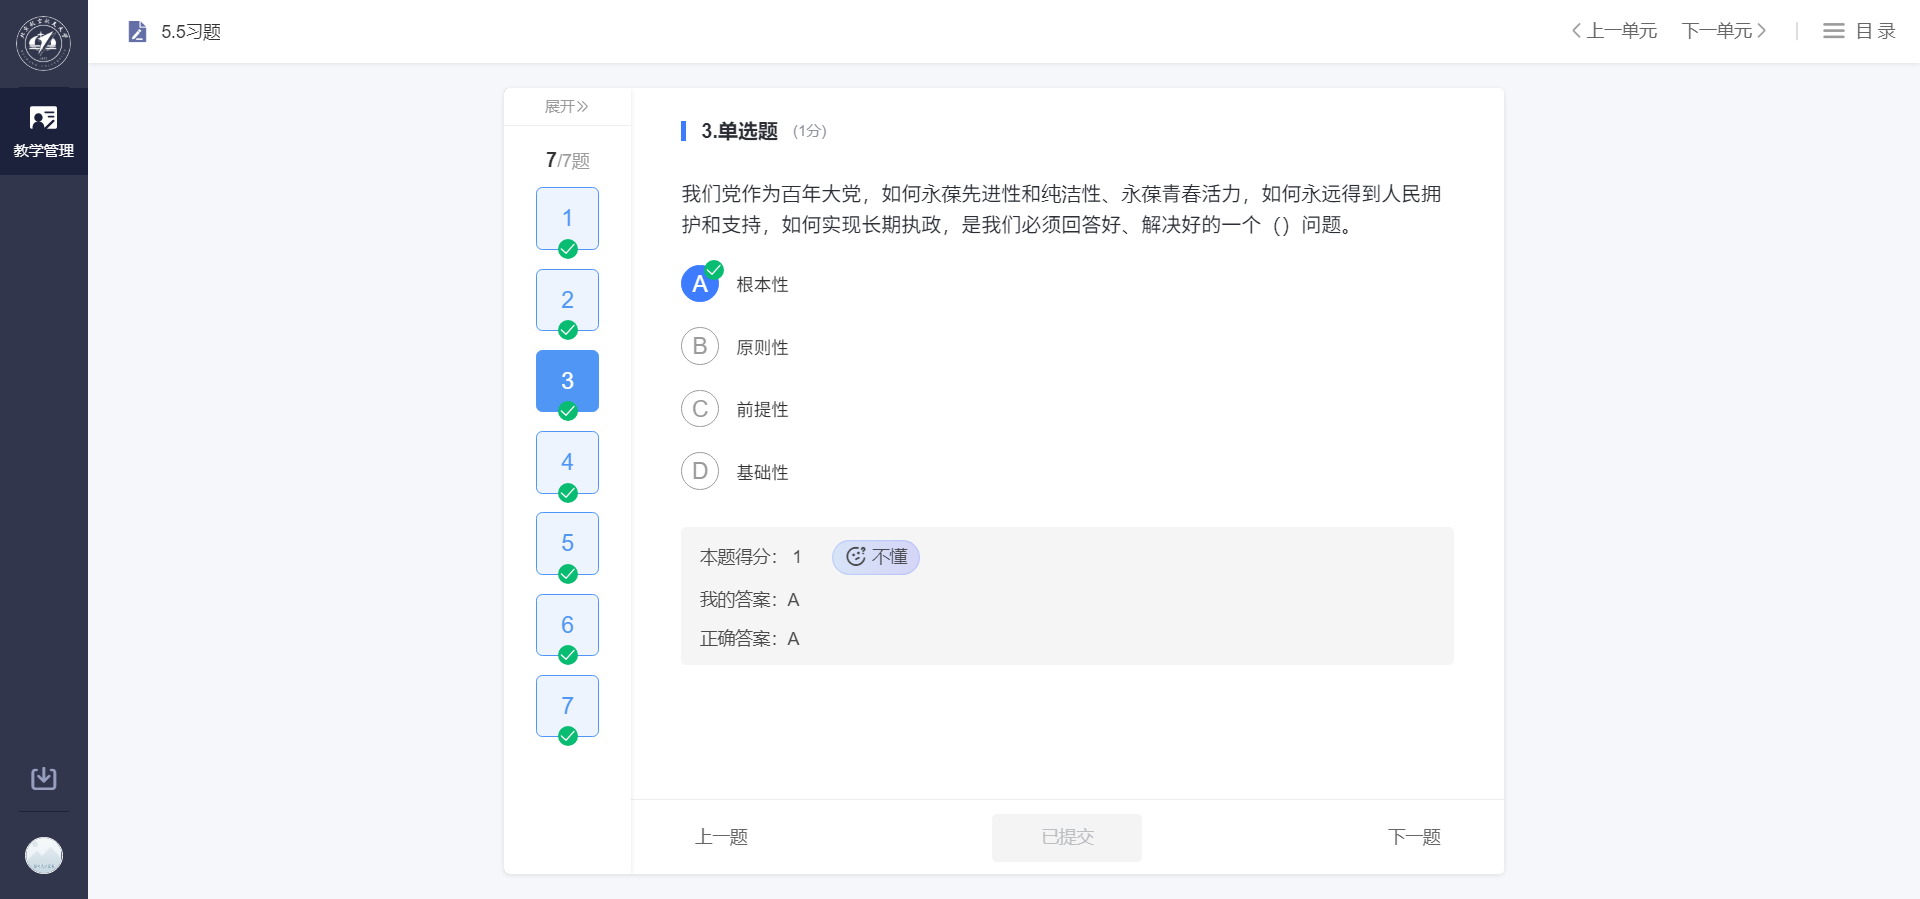 5.5习题
上一单元
下一单元
目录
教学管理
展开
7/7题
1
2
3
4
5
6
7
3.单选题 (1分)
我们党作为百年大党，如何永葆先进性和纯洁性、永葆青春活力，如何永远得到人民拥
护和支持，如何实现长期执政，是我们必须回答好、解决好的一个（）问题。
A 根本性
B 原则性
C 前提性
D 基础性
本题得分： 1 不懂
我的答案：A
正确答案：A
上一题
已提交
下一题